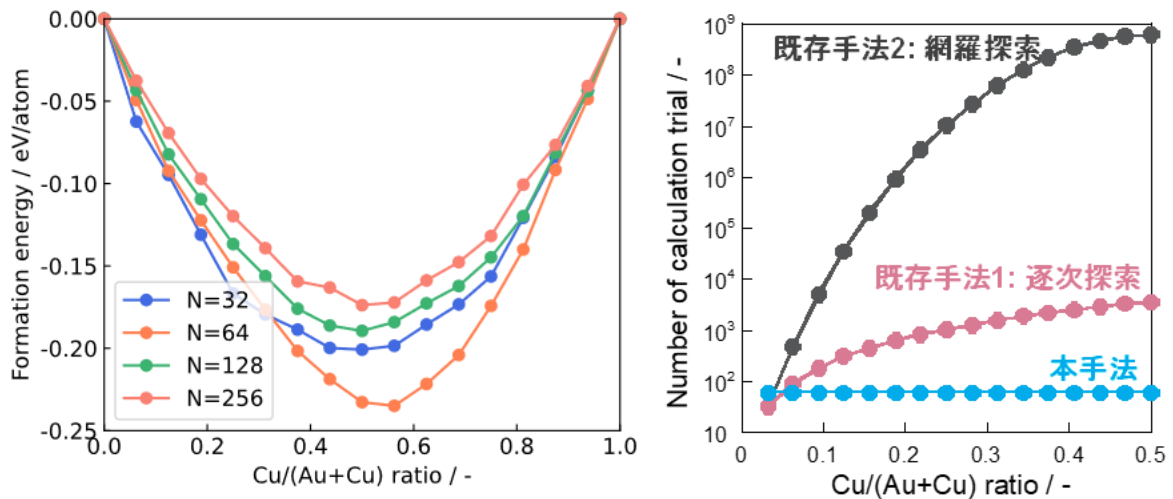 0.00
-0.05
-0.10
-0.15
-0.20
-0.25
Formation energy / eV/atom
N=32
N=64
N=128
N=256
0.0 0.2 0.4 0.6 0.8 1.0
Cu/(Au+Cu) ratio / -
10⁹
10⁸
10⁷
10⁶
10⁵
10⁴
10³
10²
10
Number of calculation trial / -
既存手法2: 網羅探索
既存手法1: 逐次探索
本手法
0 0.1 0.2 0.3 0.4 0.5
Cu/(Au+Cu) ratio / -